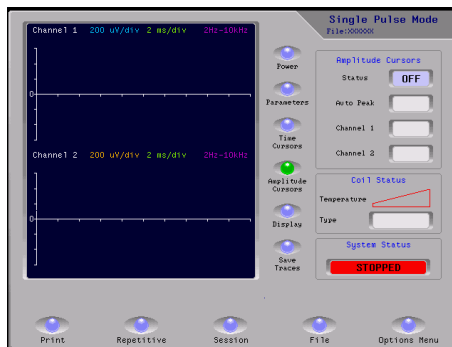 Single Pulse Mode
File:XXXXXX
Channel 1 200 uV/div 2 ms/div 2Hz-10kHz
0
Channel 2 200 uV/div 2 ms/div 2Hz-10kHz
0
Power
Parameters
Time
Cursors
Amplitude
Cursors
Display
Save
Traces
Amplitude Cursors
Status OFF
Auto Peak
Channel 1
Channel 2
Coil Status
Temperature
Type
System Status
STOPPED
Print Repetitive Session File Options Menu